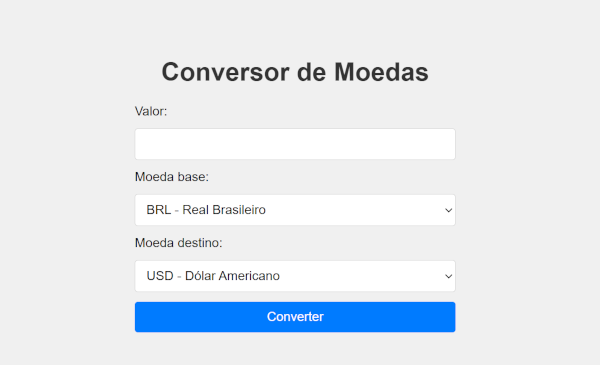 Conversor de Moedas
Valor:
Moeda base:
BRL - Real Brasileiro
Moeda destino:
USD - Dólar Americano
Converter